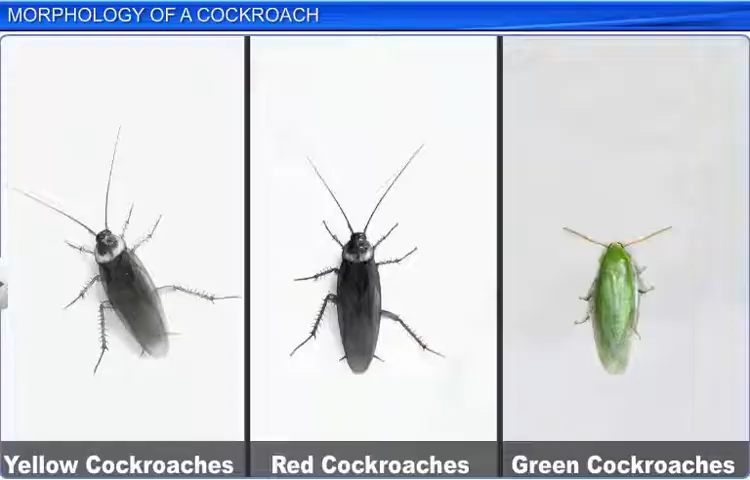 MORPHOLOGY OF A COCKROACH
Yellow Cockroaches
Red Cockroaches
Green Cockroaches